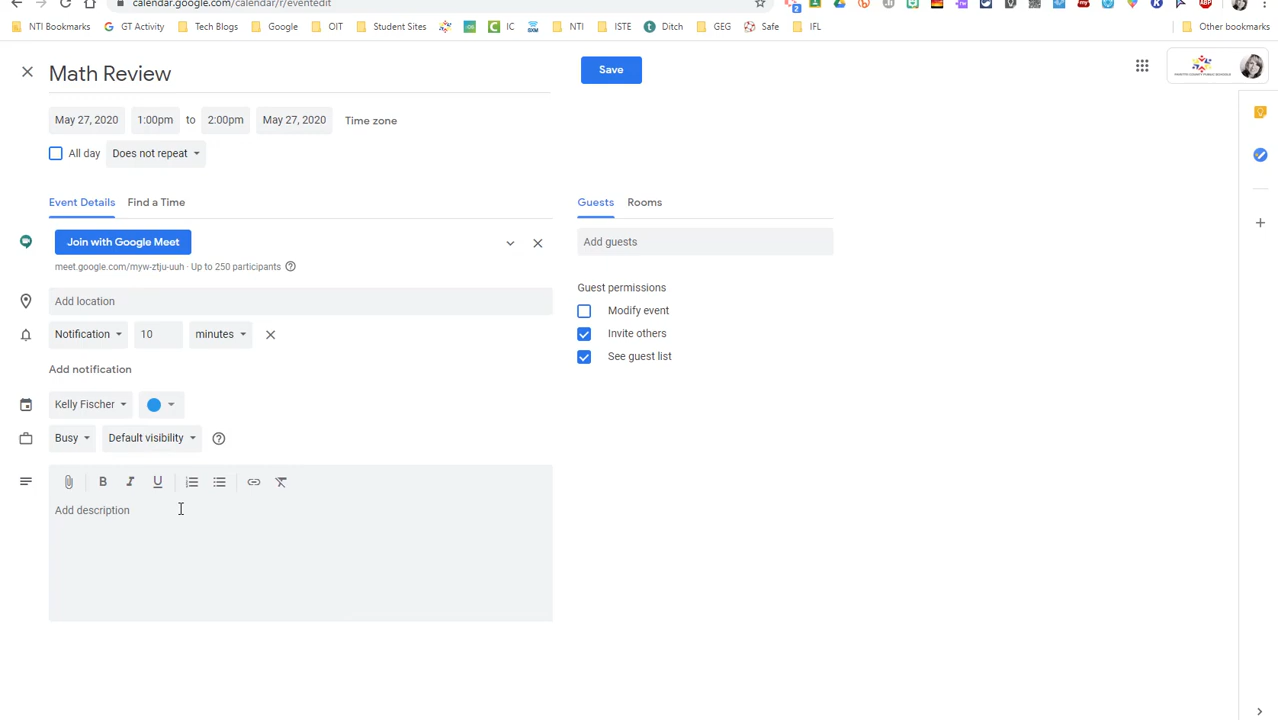 calendar.google.com/calendar/r/eventedit
NTI Bookmarks GT Activity Tech Blogs Google OIT Student Sites IC NTI ISTE Ditch GEG Safe IFL Other bookmarks
Math Review
Save
May 27, 2020 1:00pm to 2:00pm May 27, 2020 Time zone
All day Does not repeat
Event Details Find a Time
Guests Rooms
Join with Google Meet
Add guests
meet.google.com/myw-ztju-uuh · Up to 250 participants
Guest permissions
Add location
Modify event
Notification 10 minutes
Invite others
See guest list
Add notification
Kelly Fischer
Busy Default visibility
B I U
Add description